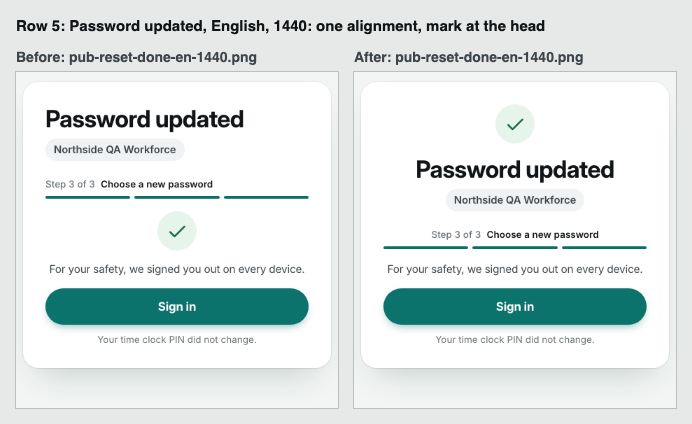 Row 5: Password updated, English, 1440: one alignment, mark at the head
Before: pub-reset-done-en-1440.png
Password updated
Northside QA Workforce
Step 3 of 3 Choose a new password
For your safety, we signed you out on every device.
Sign in
Your time clock PIN did not change.
After: pub-reset-done-en-1440.png
Password updated
Northside QA Workforce
Step 3 of 3 Choose a new password
For your safety, we signed you out on every device.
Sign in
Your time clock PIN did not change.